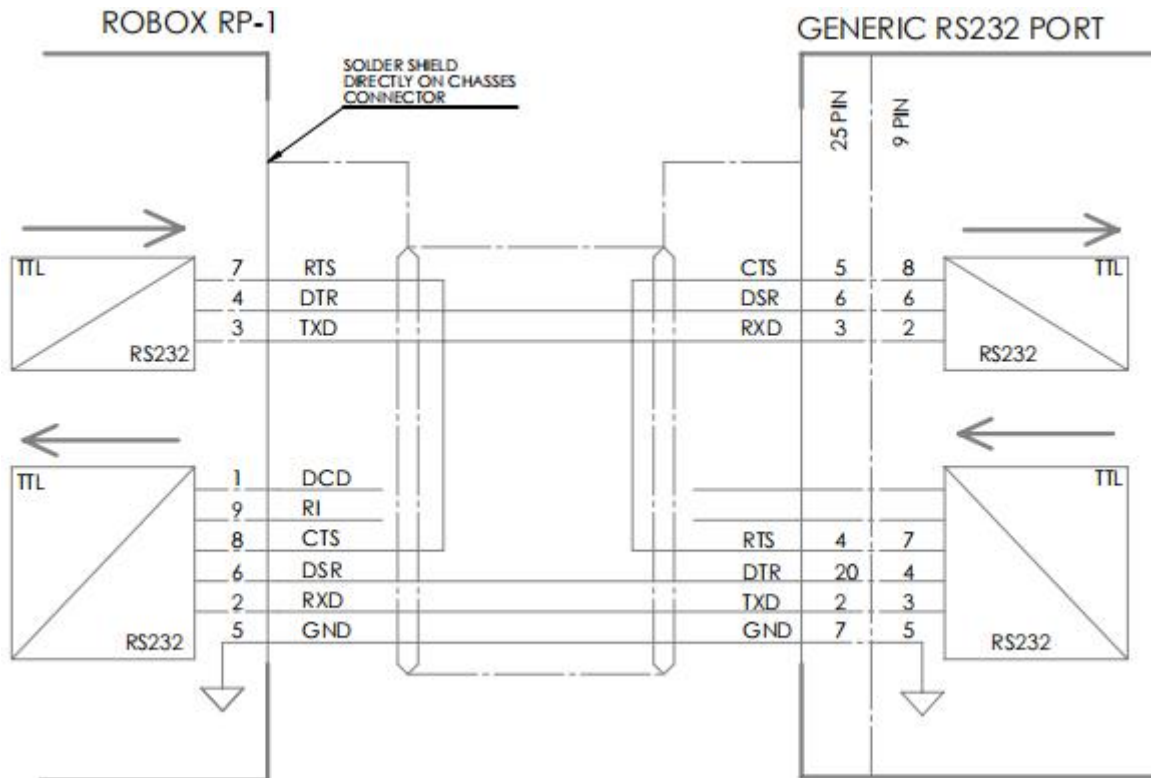 ROBOX RP-1
GENERIC RS232 PORT
SOLDER SHIELD
DIRECTLY ON CHASSES
CONNECTOR
25 PIN
9 PIN
TTL
RS232
7 RTS
4 DTR
3 TXD
CTS 5 8
DSR 6 6
RXD 3 2
TTL
RS232
TTL
RS232
1 DCD
9 RI
8 CTS
6 DSR
2 RXD
5 GND
RTS 4 7
DTR 20 4
TXD 2 3
GND 7 5
TTL
RS232